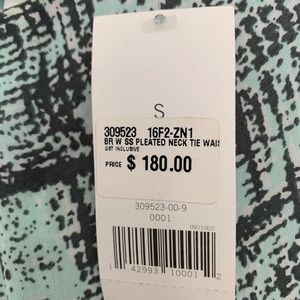 S
309523 16F2-ZN1
BR W SS PLEATED NECK TIE WAIS
GST INCLUSIVE
PRICE $ 180.00
309523-00-9
0001
IND1002
1 42993 10001 2